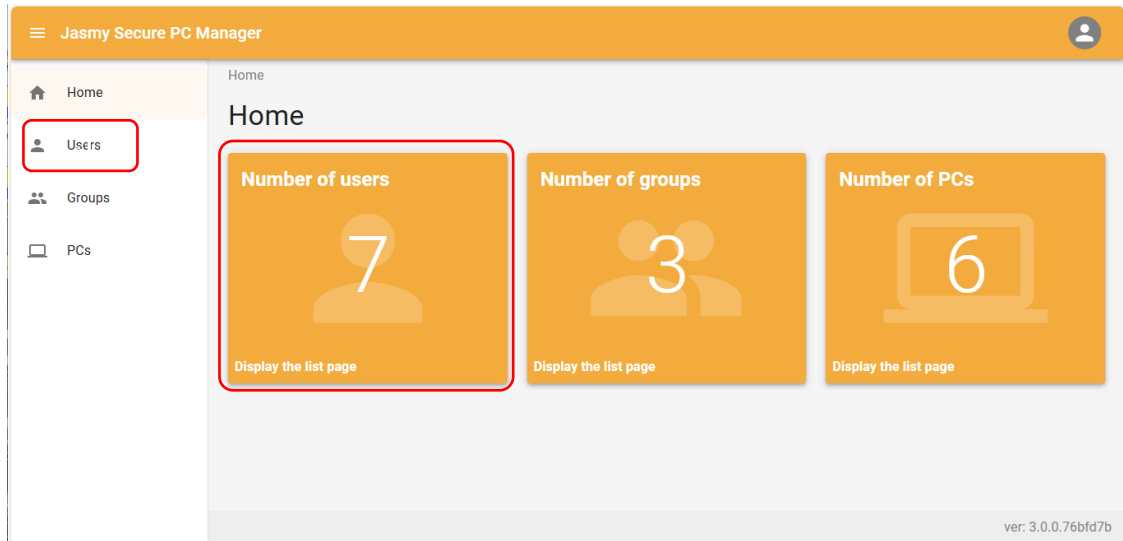 Jasmy Secure PC Manager
Home
Users
Groups
PCs
Home
Home
Number of users
7
Display the list page
Number of groups
3
Display the list page
Number of PCs
6
Display the list page
ver: 3.0.0.76bfd7b